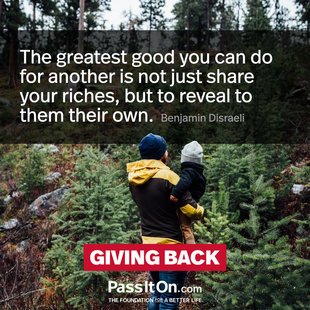 The greatest good you can do
for another is not just share
your riches, but to reveal to
them their own. Benjamin Disraeli
GIVING BACK
PassItOn.com
THE FOUNDATION FOR A BETTER LIFE